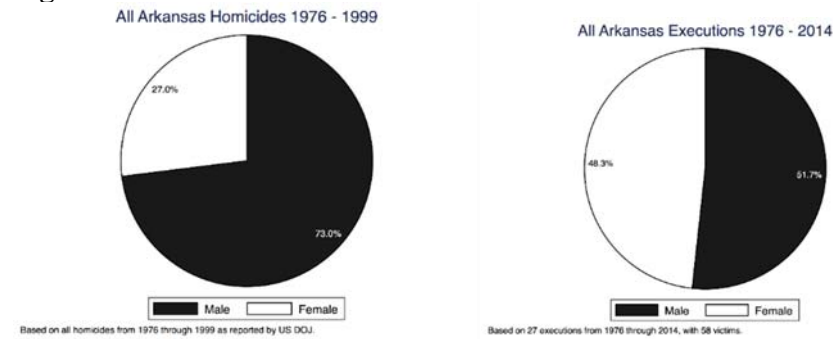 All Arkansas Homicides 1976 - 1999
27.0%
73.0%
Male Female
Based on all homicides from 1976 through 1999 as reported by US DOJ.
All Arkansas Executions 1976 - 2014
48.3%
51.7%
Male Female
Based on 27 executions from 1976 through 2014, with 58 victims.